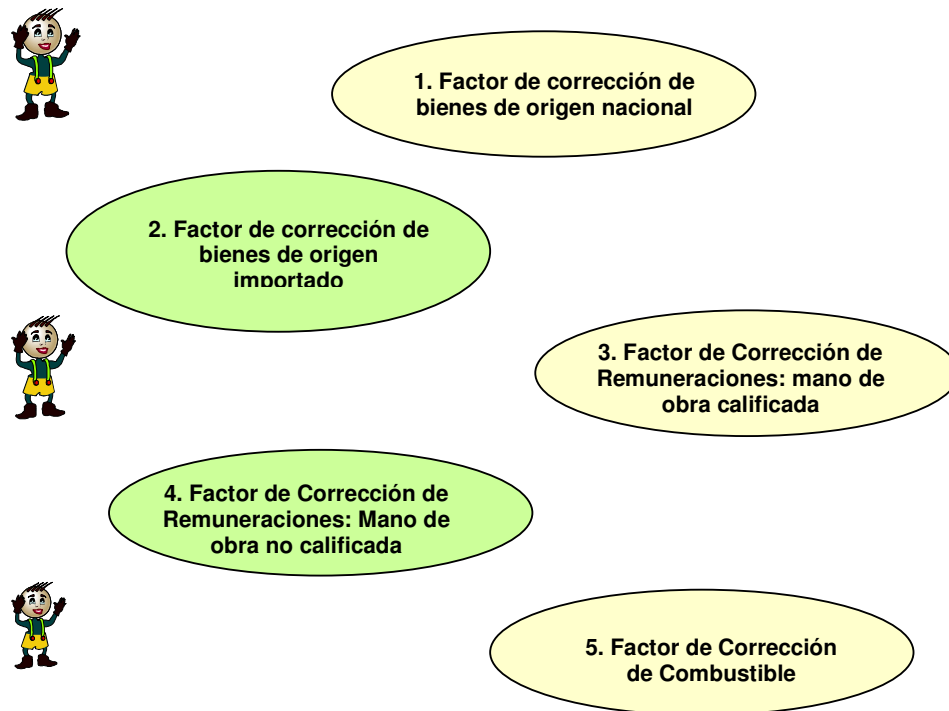 1. Factor de corrección de
bienes de origen nacional
2. Factor de corrección de
bienes de origen
importado
3. Factor de Corrección de
Remuneraciones: mano de
obra calificada
4. Factor de Corrección de
Remuneraciones: Mano de
obra no calificada
5. Factor de Corrección
de Combustible